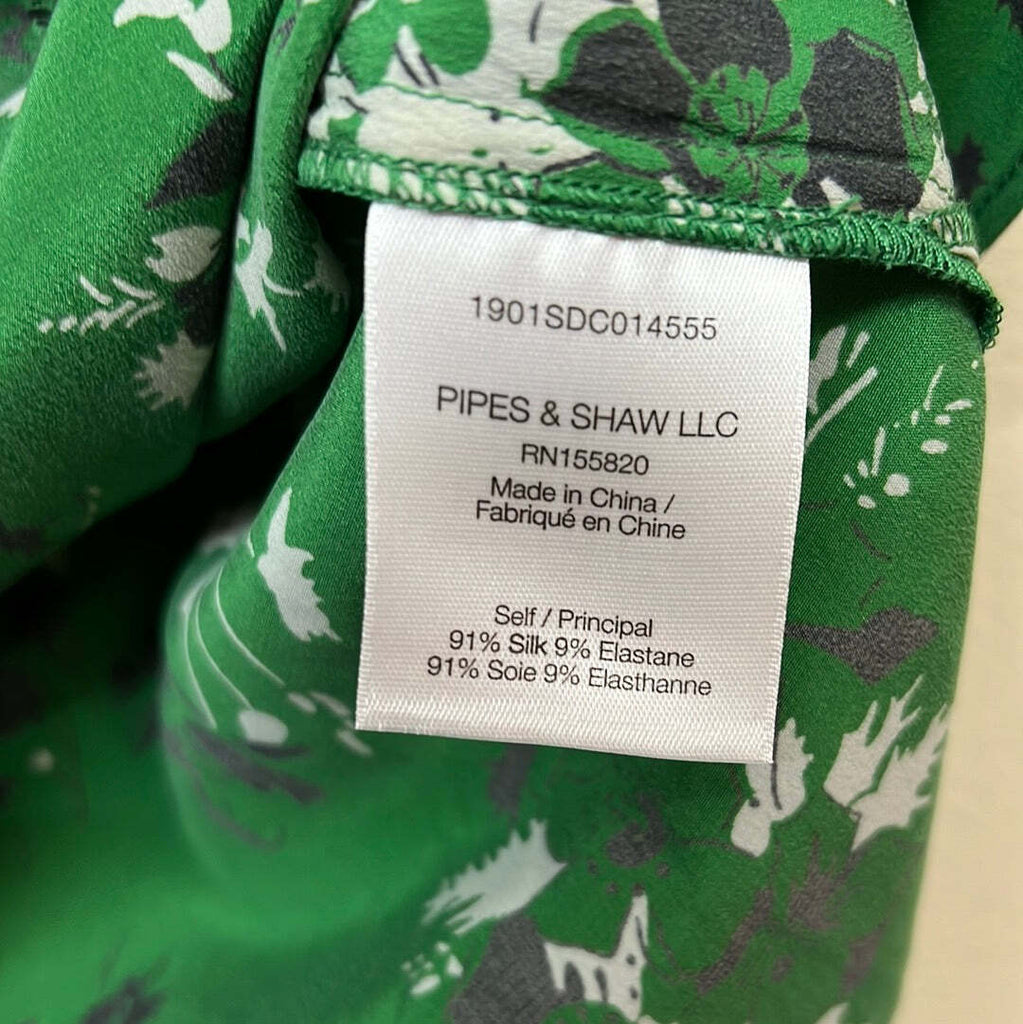 1901SDC014555
PIPES & SHAW LLC
RN155820
Made in China /
Fabriqué en Chine
Self / Principal
91% Silk 9% Elastane
91% Soie 9% Elasthanne